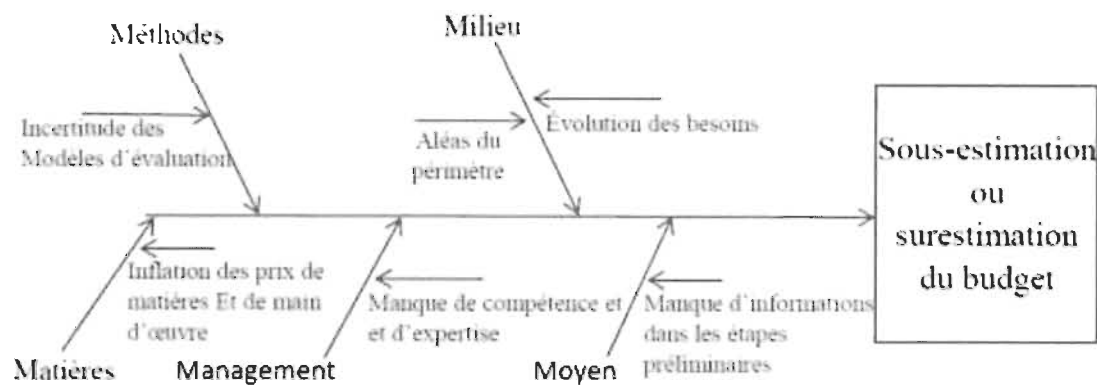 Méthodes
Milieu
Incertitude des
Modèles d'évaluation
Évolution des besoins
Aléas du
périmètre
Sous-estimation
ou
surestimation
du budget
Inflation des prix de
matières Et de main
d'œuvre
Manque de compétence et
et d'expertise
Manque d'informations
dans les étapes
préliminaires
Matières
Management
Moyen